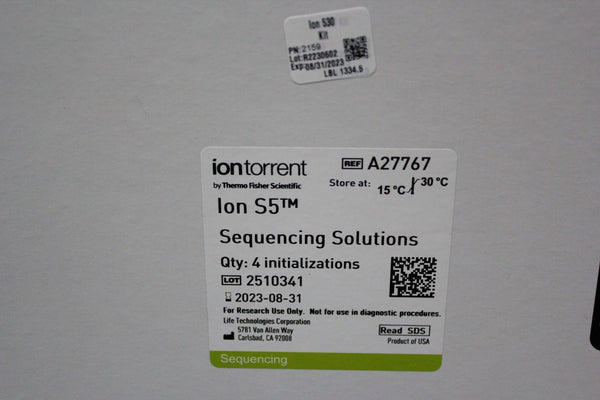 Ion 530
Kit
PN:2159
Lot:R2230602
Exp:08/31/2023
LBL 1334.5
iontorrent
by Thermo Fisher Scientific
REF A27767
Store at: 15 °C 30 °C
Ion S5™
Sequencing Solutions
Qty: 4 initializations
LOT 2510341
2023-08-31
For Research Use Only. Not for use in diagnostic procedures.
Life Technologies Corporation
5781 Van Allen Way
Carlsbad, CA 92008
Read SDS
Product of USA
Sequencing